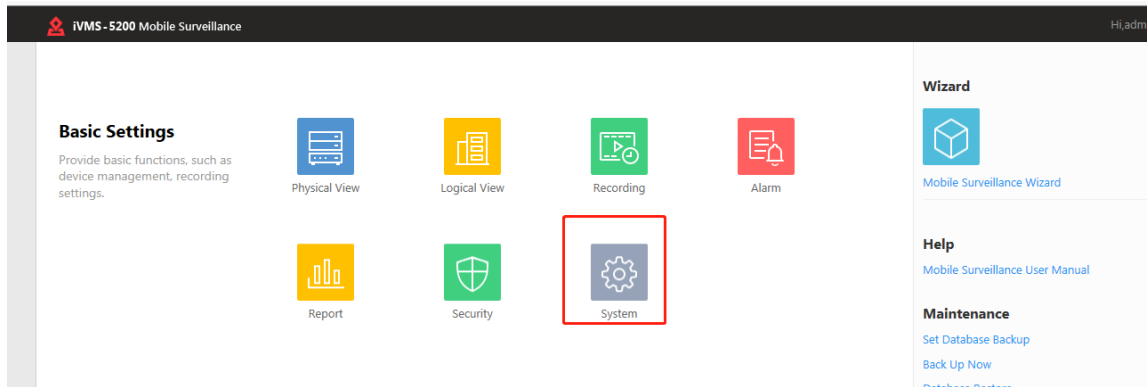 iVMS-5200 Mobile Surveillance
Hi,adm
Basic Settings
Provide basic functions, such as
device management, recording
settings.
Physical View
Logical View
Recording
Alarm
Report
Security
System
Wizard
Mobile Surveillance Wizard
Help
Mobile Surveillance User Manual
Maintenance
Set Database Backup
Back Up Now